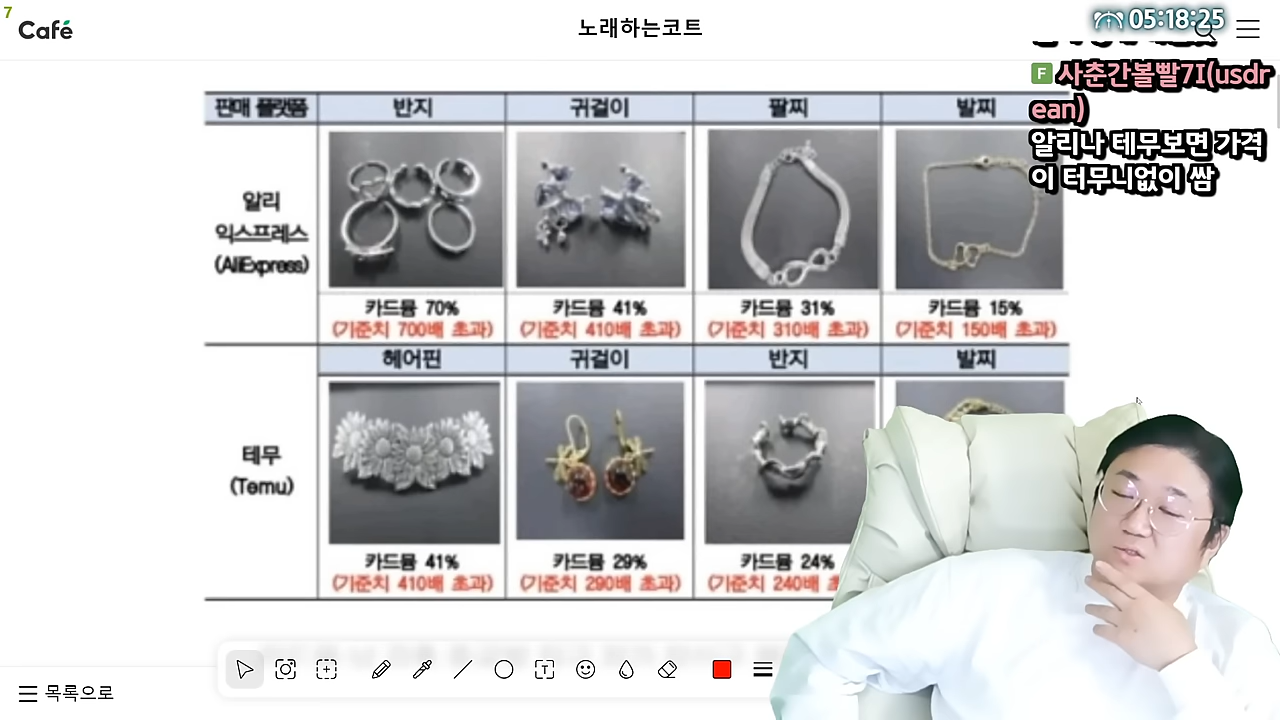 7
Café
노래하는코트
05:18:25
F 사춘간볼빨7I(usdr
ean)
알리나 테무보면 가격
이 터무니없이 쌈
판매 플랫폼 반지 귀걸이 팔찌 발찌
알리
익스프레스
(AliExpress)
카드뮴 70% 카드뮴 41% 카드뮴 31% 카드뮴 15%
(기준치 700배 초과) (기준치 410배 초과) (기준치 310배 초과) (기준치 150배 초과)
헤어핀 귀걸이 반지 발찌
테무
(Temu)
카드뮴 41% 카드뮴 29% 카드뮴 24%
(기준치 410배 초과) (기준치 290배 초과) (기준치 240배
T
목록으로